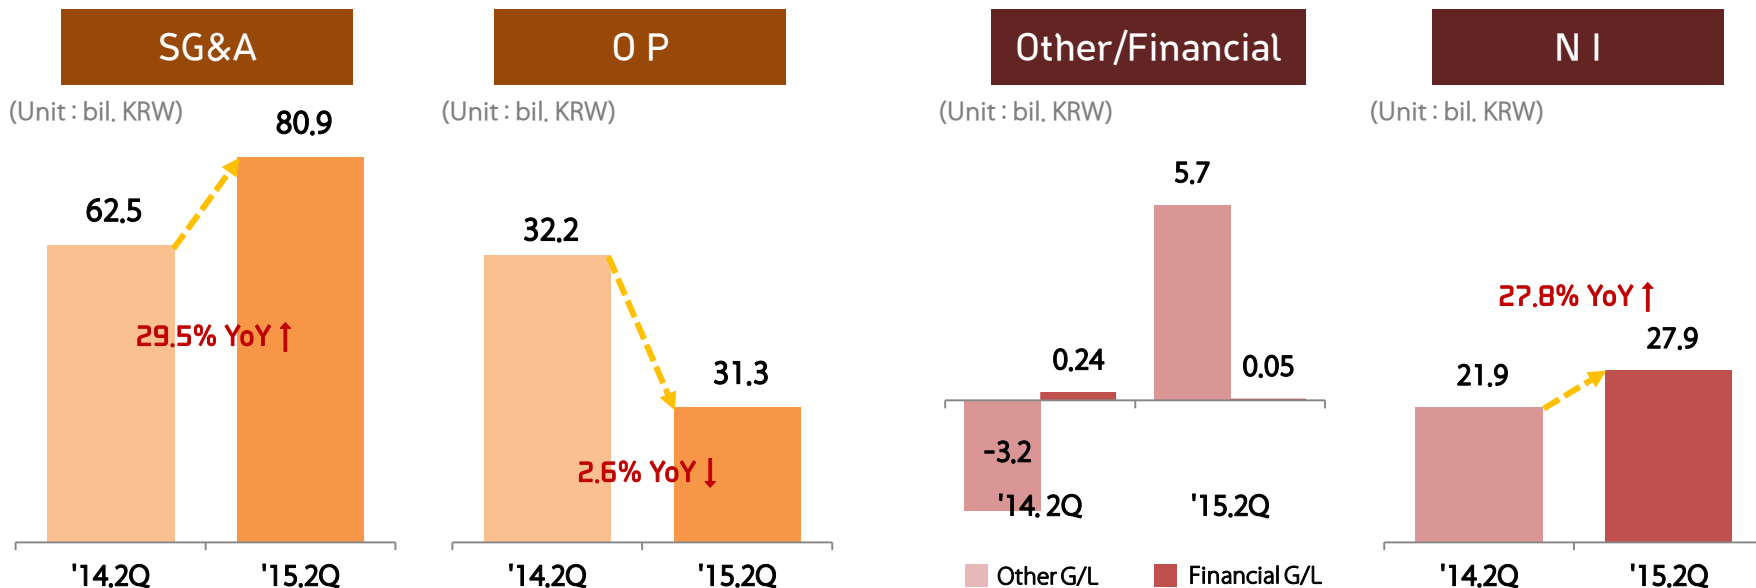 SG&A
(Unit : bil. KRW)
80.9
62.5
29.5% YoY ↑
'14.2Q
'15.2Q
O P
(Unit : bil. KRW)
32.2
31.3
2.6% YoY ↓
'14.2Q
'15.2Q
Other/Financial
(Unit : bil. KRW)
5.7
0.24
0.05
-3.2
'14. 2Q
'15.2Q
Other G/L
Financial G/L
N I
(Unit : bil. KRW)
27.8% YoY ↑
27.9
21.9
'14.2Q
'15.2Q